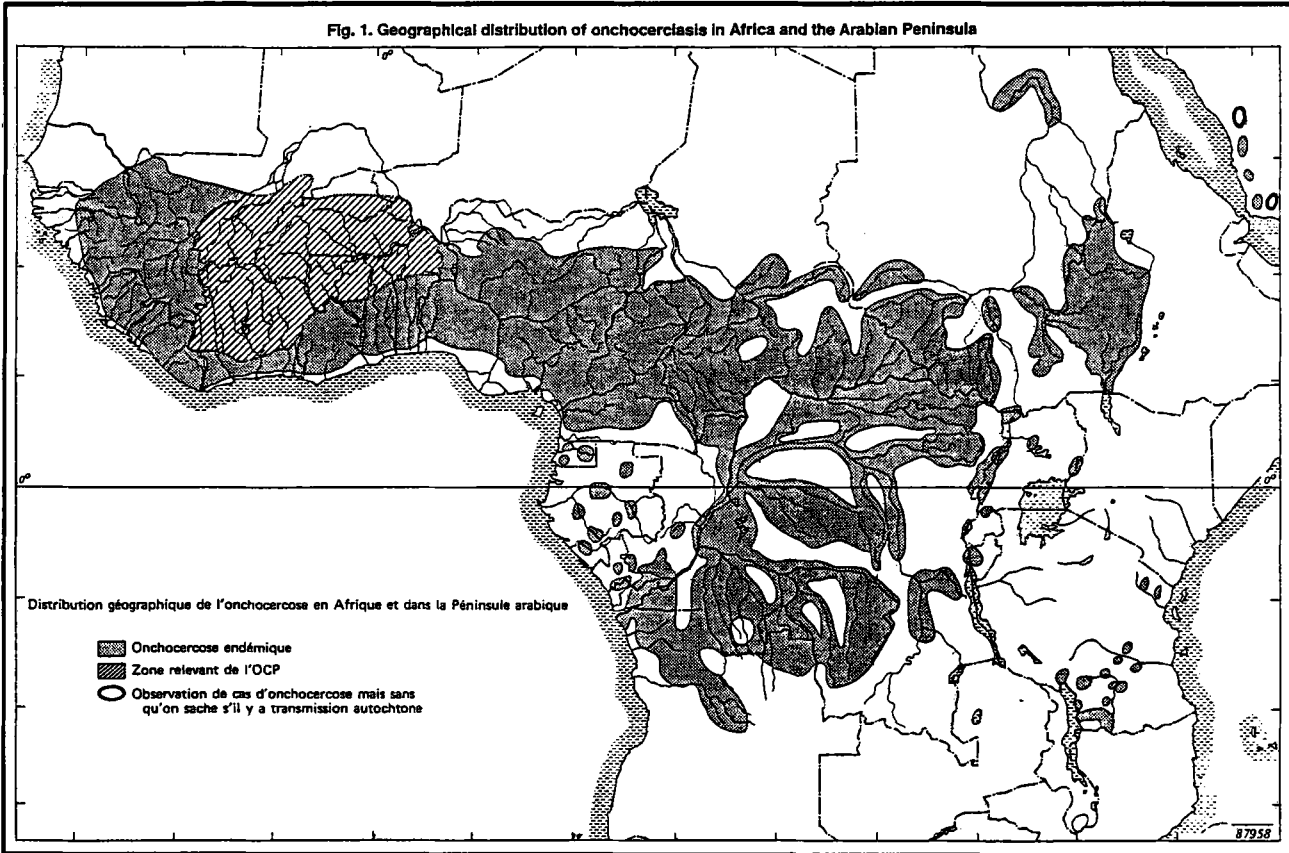 Fig. 1. Geographical distribution of onchocerciasis in Africa and the Arabian Peninsula
0°
0°
0°
Distribution géographique de l'onchocercose en Afrique et dans la Péninsule arabique
Onchocercose endémique
Zone relevant de l'OCP
Observation de cas d'onchocercose mais sans
qu'on sache s'il y a transmission autochtone
87958